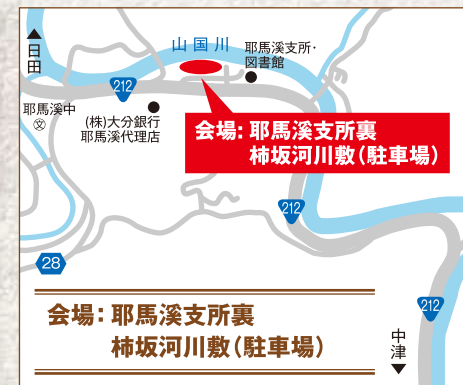 ▲日田
山国川
耶馬溪支所・
図書館
212
耶馬溪中
㊫
(株)大分銀行
耶馬溪代理店
会場: 耶馬溪支所裏
柿坂河川敷(駐車場)
212
28
会場: 耶馬溪支所裏
柿坂河川敷(駐車場)
212
中津▼